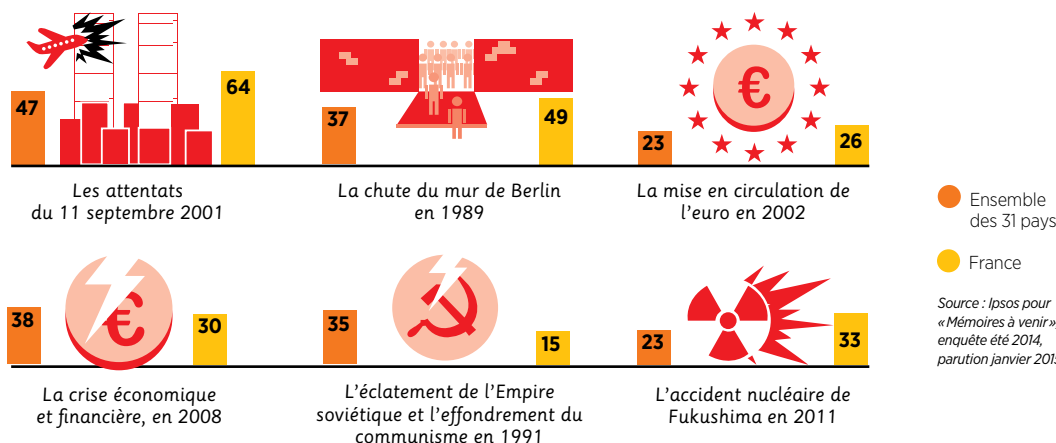 47
64
Les attentats
du 11 septembre 2001
37
49
La chute du mur de Berlin
en 1989
€
23
26
La mise en circulation de
l’euro en 2002
38
€
30
La crise économique
et financière, en 2008
35
15
L’éclatement de l’Empire
soviétique et l’effondrement du
communisme en 1991
23
33
L’accident nucléaire de
Fukushima en 2011
Ensemble
des 31 pays
France
Source : Ipsos pour
«Mémoires à venir»,
enquête été 2014,
parution janvier